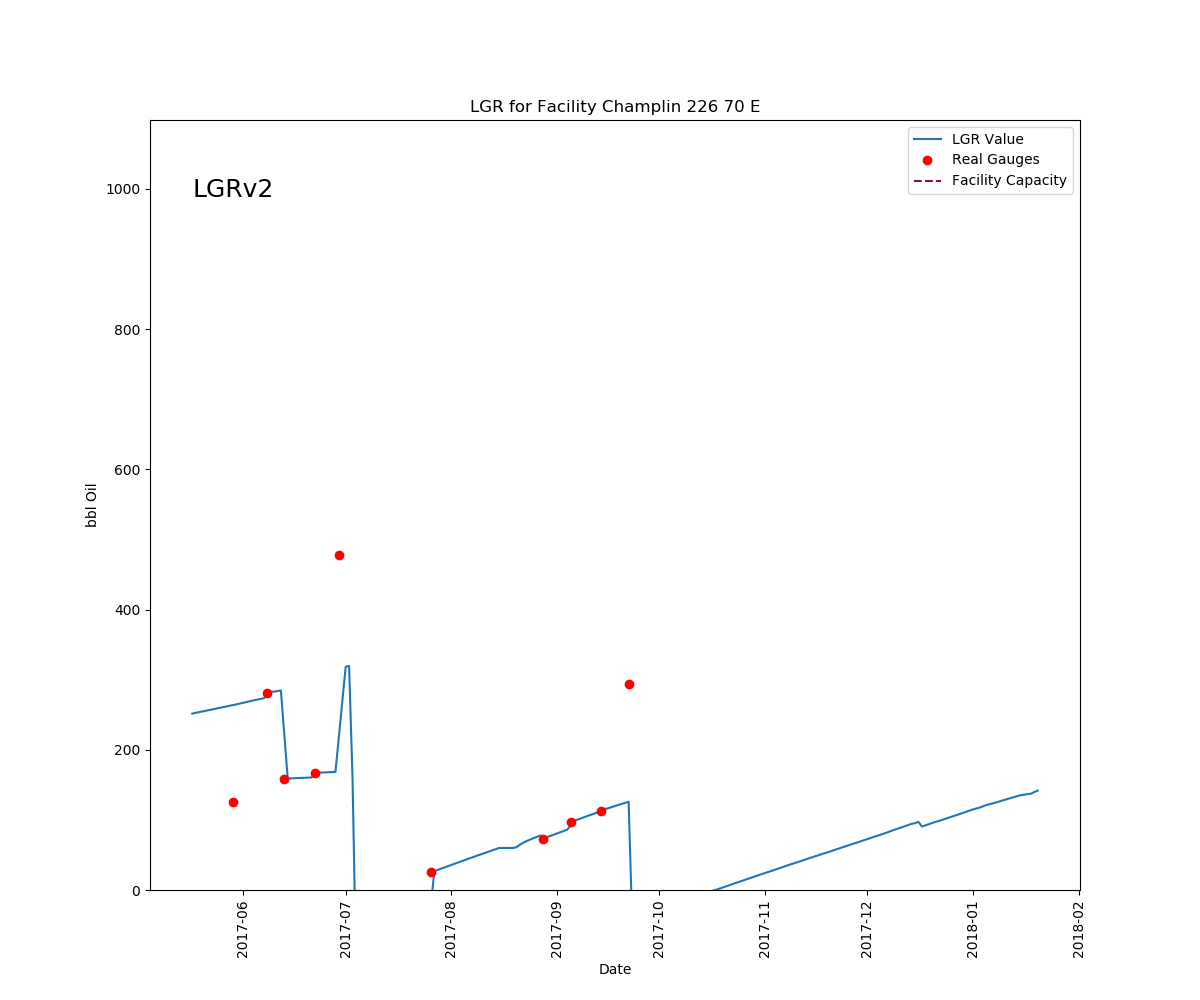 LGR for Facility Champlin 226 70 E
LGRv2
LGR Value
Real Gauges
Facility Capacity
1000
800
600
400
200
0
bbl Oil
2017-06
2017-07
2017-08
2017-09
2017-10
2017-11
2017-12
2018-01
2018-02
Date